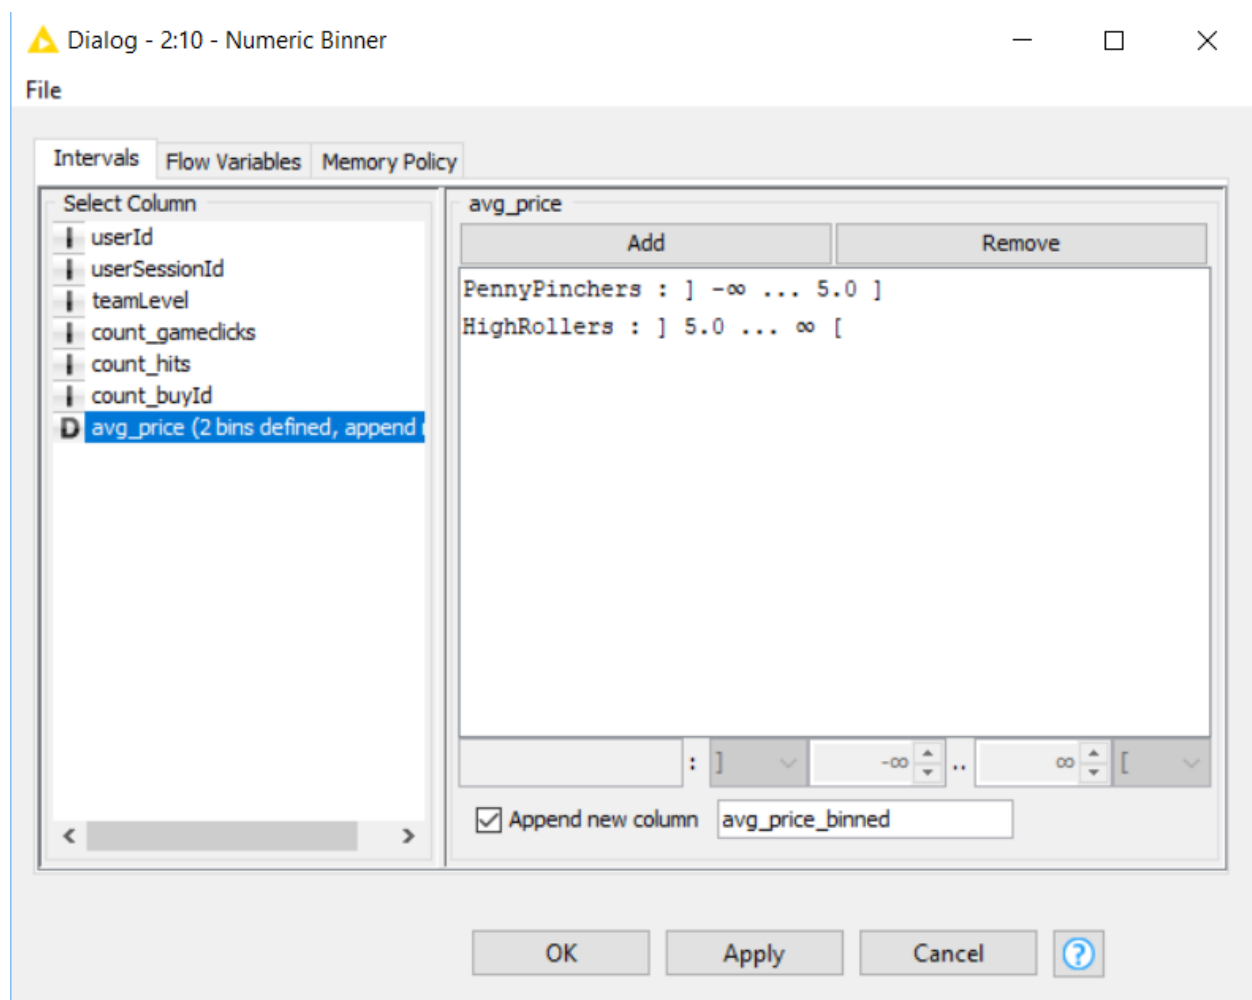 Dialog - 2:10 - Numeric Binner
File
Intervals Flow Variables Memory Policy
Select Column
userId
userSessionId
teamLevel
count_gameclicks
count_hits
count_buyId
D avg_price (2 bins defined, append
avg_price
Add Remove
PennyPinchers : ] -∞ ... 5.0 ]
HighRollers : ] 5.0 ... ∞ [
: ] -∞ .. ∞ [
Append new column avg_price_binned
OK Apply Cancel ?